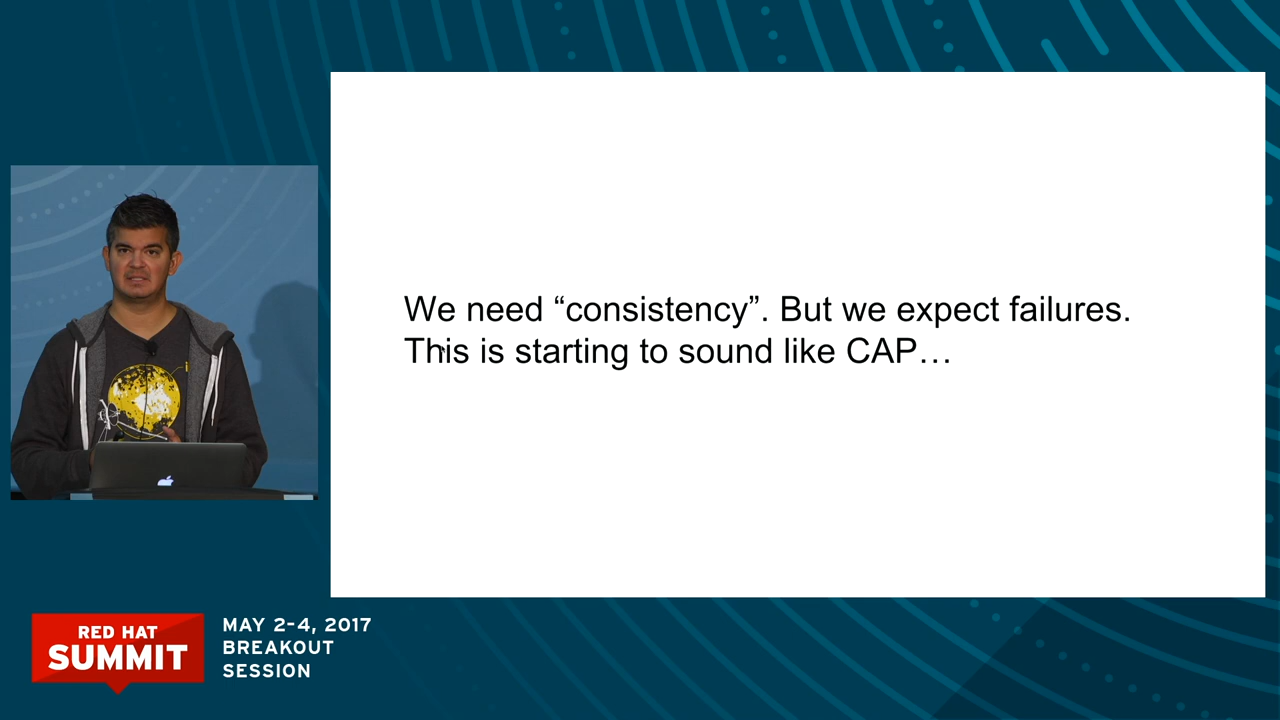 We need “consistency”. But we expect failures.
This is starting to sound like CAP…
RED HAT
SUMMIT
MAY 2-4, 2017
BREAKOUT
SESSION